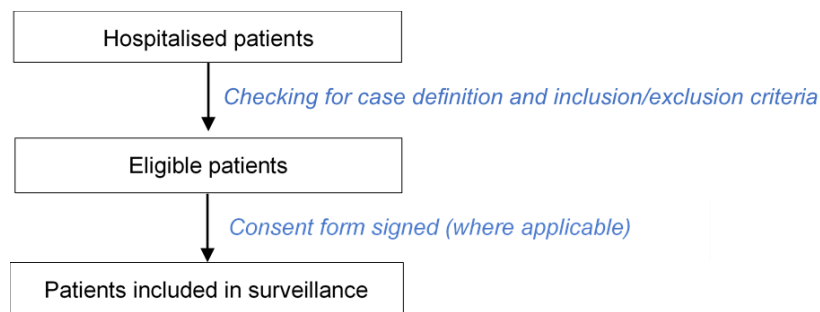 Hospitalised patients
Checking for case definition and inclusion/exclusion criteria
Eligible patients
Consent form signed (where applicable)
Patients included in surveillance